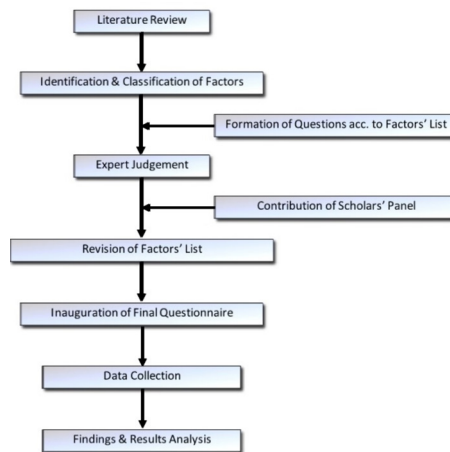 Literature Review
Identification & Classification of Factors
Formation of Questions acc. to Factors' List
Expert Judgement
Contribution of Scholars' Panel
Revision of Factors' List
Inauguration of Final Questionnaire
Data Collection
Findings & Results Analysis